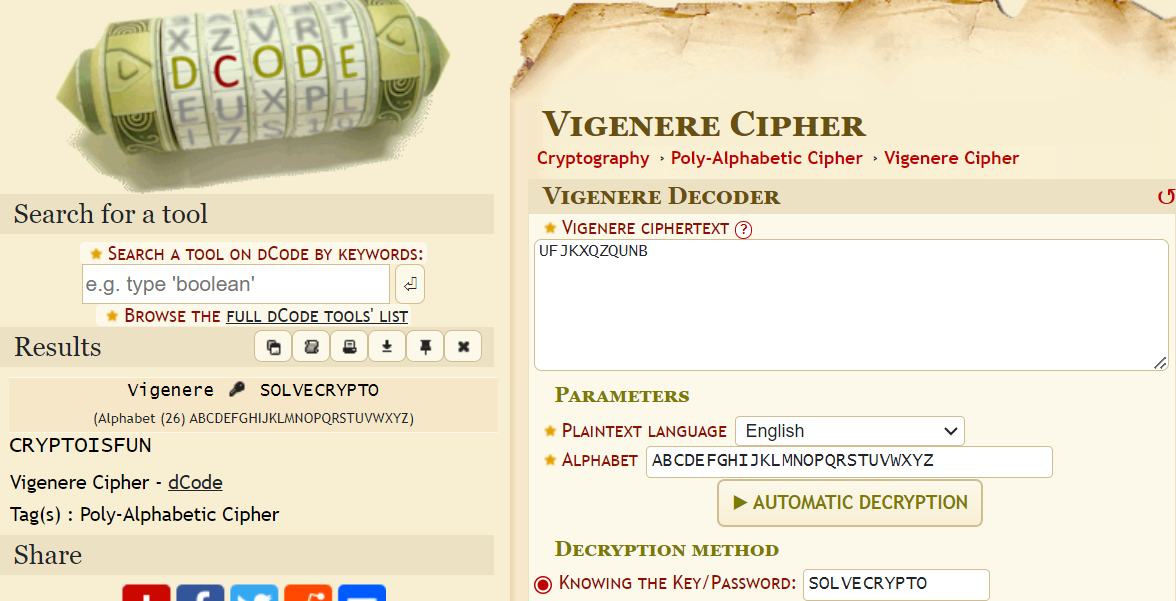 X Z V R T
D C O D E
E U X P L
Search for a tool
SEARCH A TOOL ON DCODE BY KEYWORDS:
e.g. type 'boolean'
BROWSE THE FULL DCODE TOOLS' LIST
Results
Vigenere SOLVECRYPTO
(Alphabet (26) ABCDEFGHIJKLMNOPQRSTUVWXYZ)
CRYPTOISFUN
Vigenere Cipher - dCode
Tag(s) : Poly-Alphabetic Cipher
Share
VIGENERE CIPHER
Cryptography › Poly-Alphabetic Cipher › Vigenere Cipher
VIGENERE DECODER
VIGENERE CIPHERTEXT ?
UFJKXQZQUNB
PARAMETERS
PLAINTEXT LANGUAGE English
ALPHABET ABCDEFGHIJKLMNOPQRSTUVWXYZ
▶ AUTOMATIC DECRYPTION
DECRYPTION METHOD
KNOWING THE KEY/PASSWORD: SOLVECRYPTO